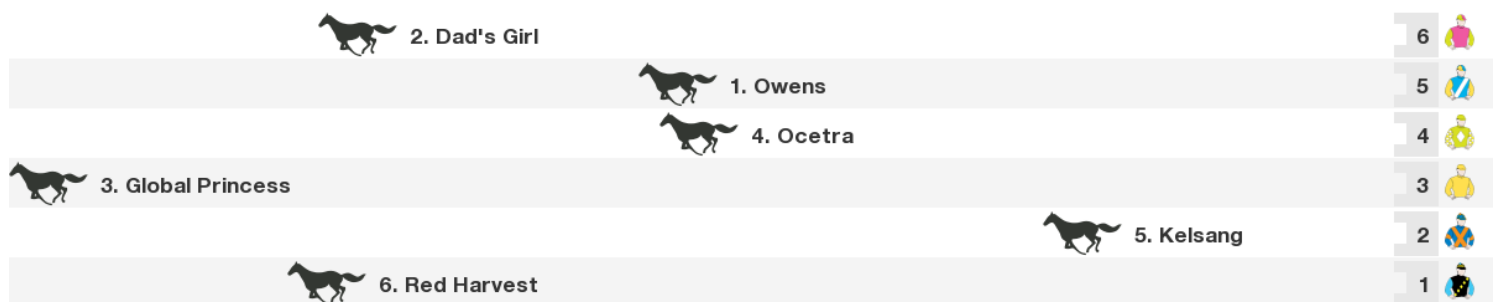 2. Dad's Girl 6
1. Owens 5
4. Ocetra 4
3. Global Princess 3
5. Kelsang 2
6. Red Harvest 1